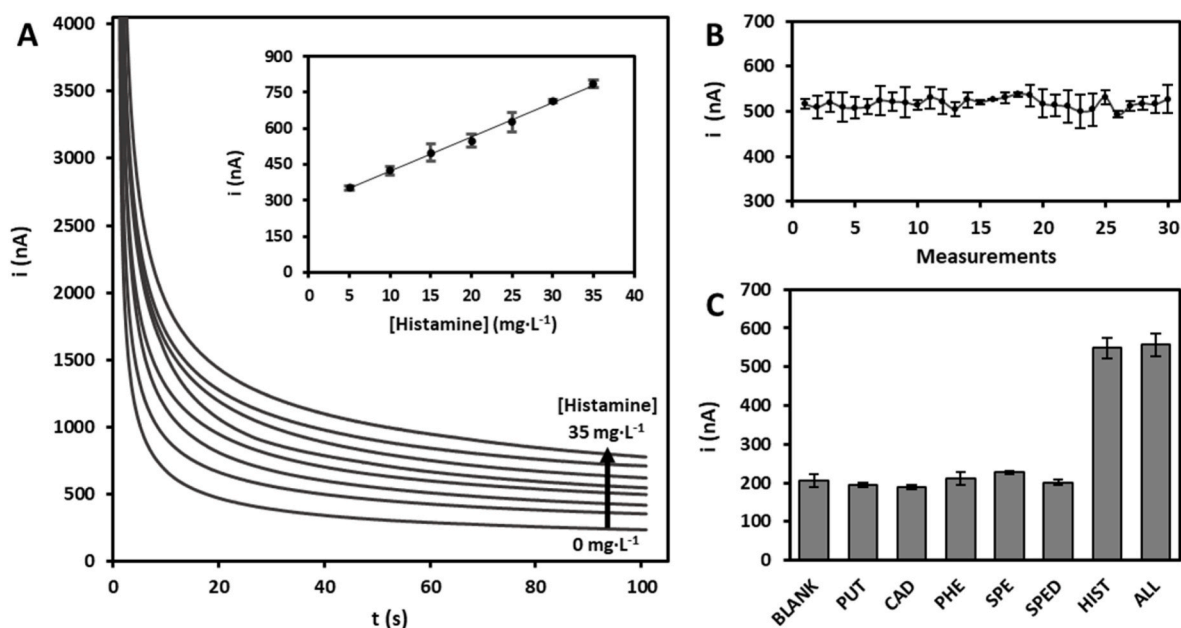 A
4000
3500
3000
2500
2000
1500
1000
500
0
i (nA)
0
20
40
60
80
100
t (s)
900
750
600
450
300
150
0
i (nA)
0
5
10
15
20
25
30
35
40
[Histamine] (mg·L-1)
[Histamine]
35 mg·L-1
0 mg·L-1
B
700
600
500
400
300
i (nA)
0
5
10
15
20
25
30
Measurements
C
700
600
500
400
300
200
100
0
i (nA)
BLANK
PUT
CAD
PHE
SPE
SPED
HIST
ALL